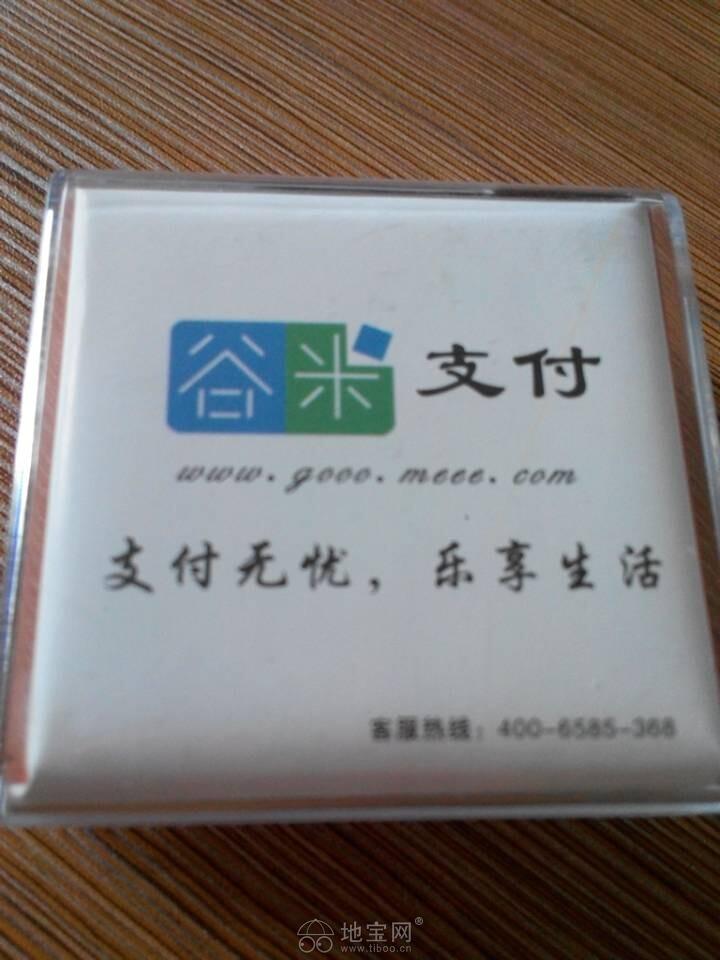 谷米 支付
www.gooo.meee.com
支付无忧，乐享生活
客服热线：400-6585-368
地宝网®
www.tiboo.cn